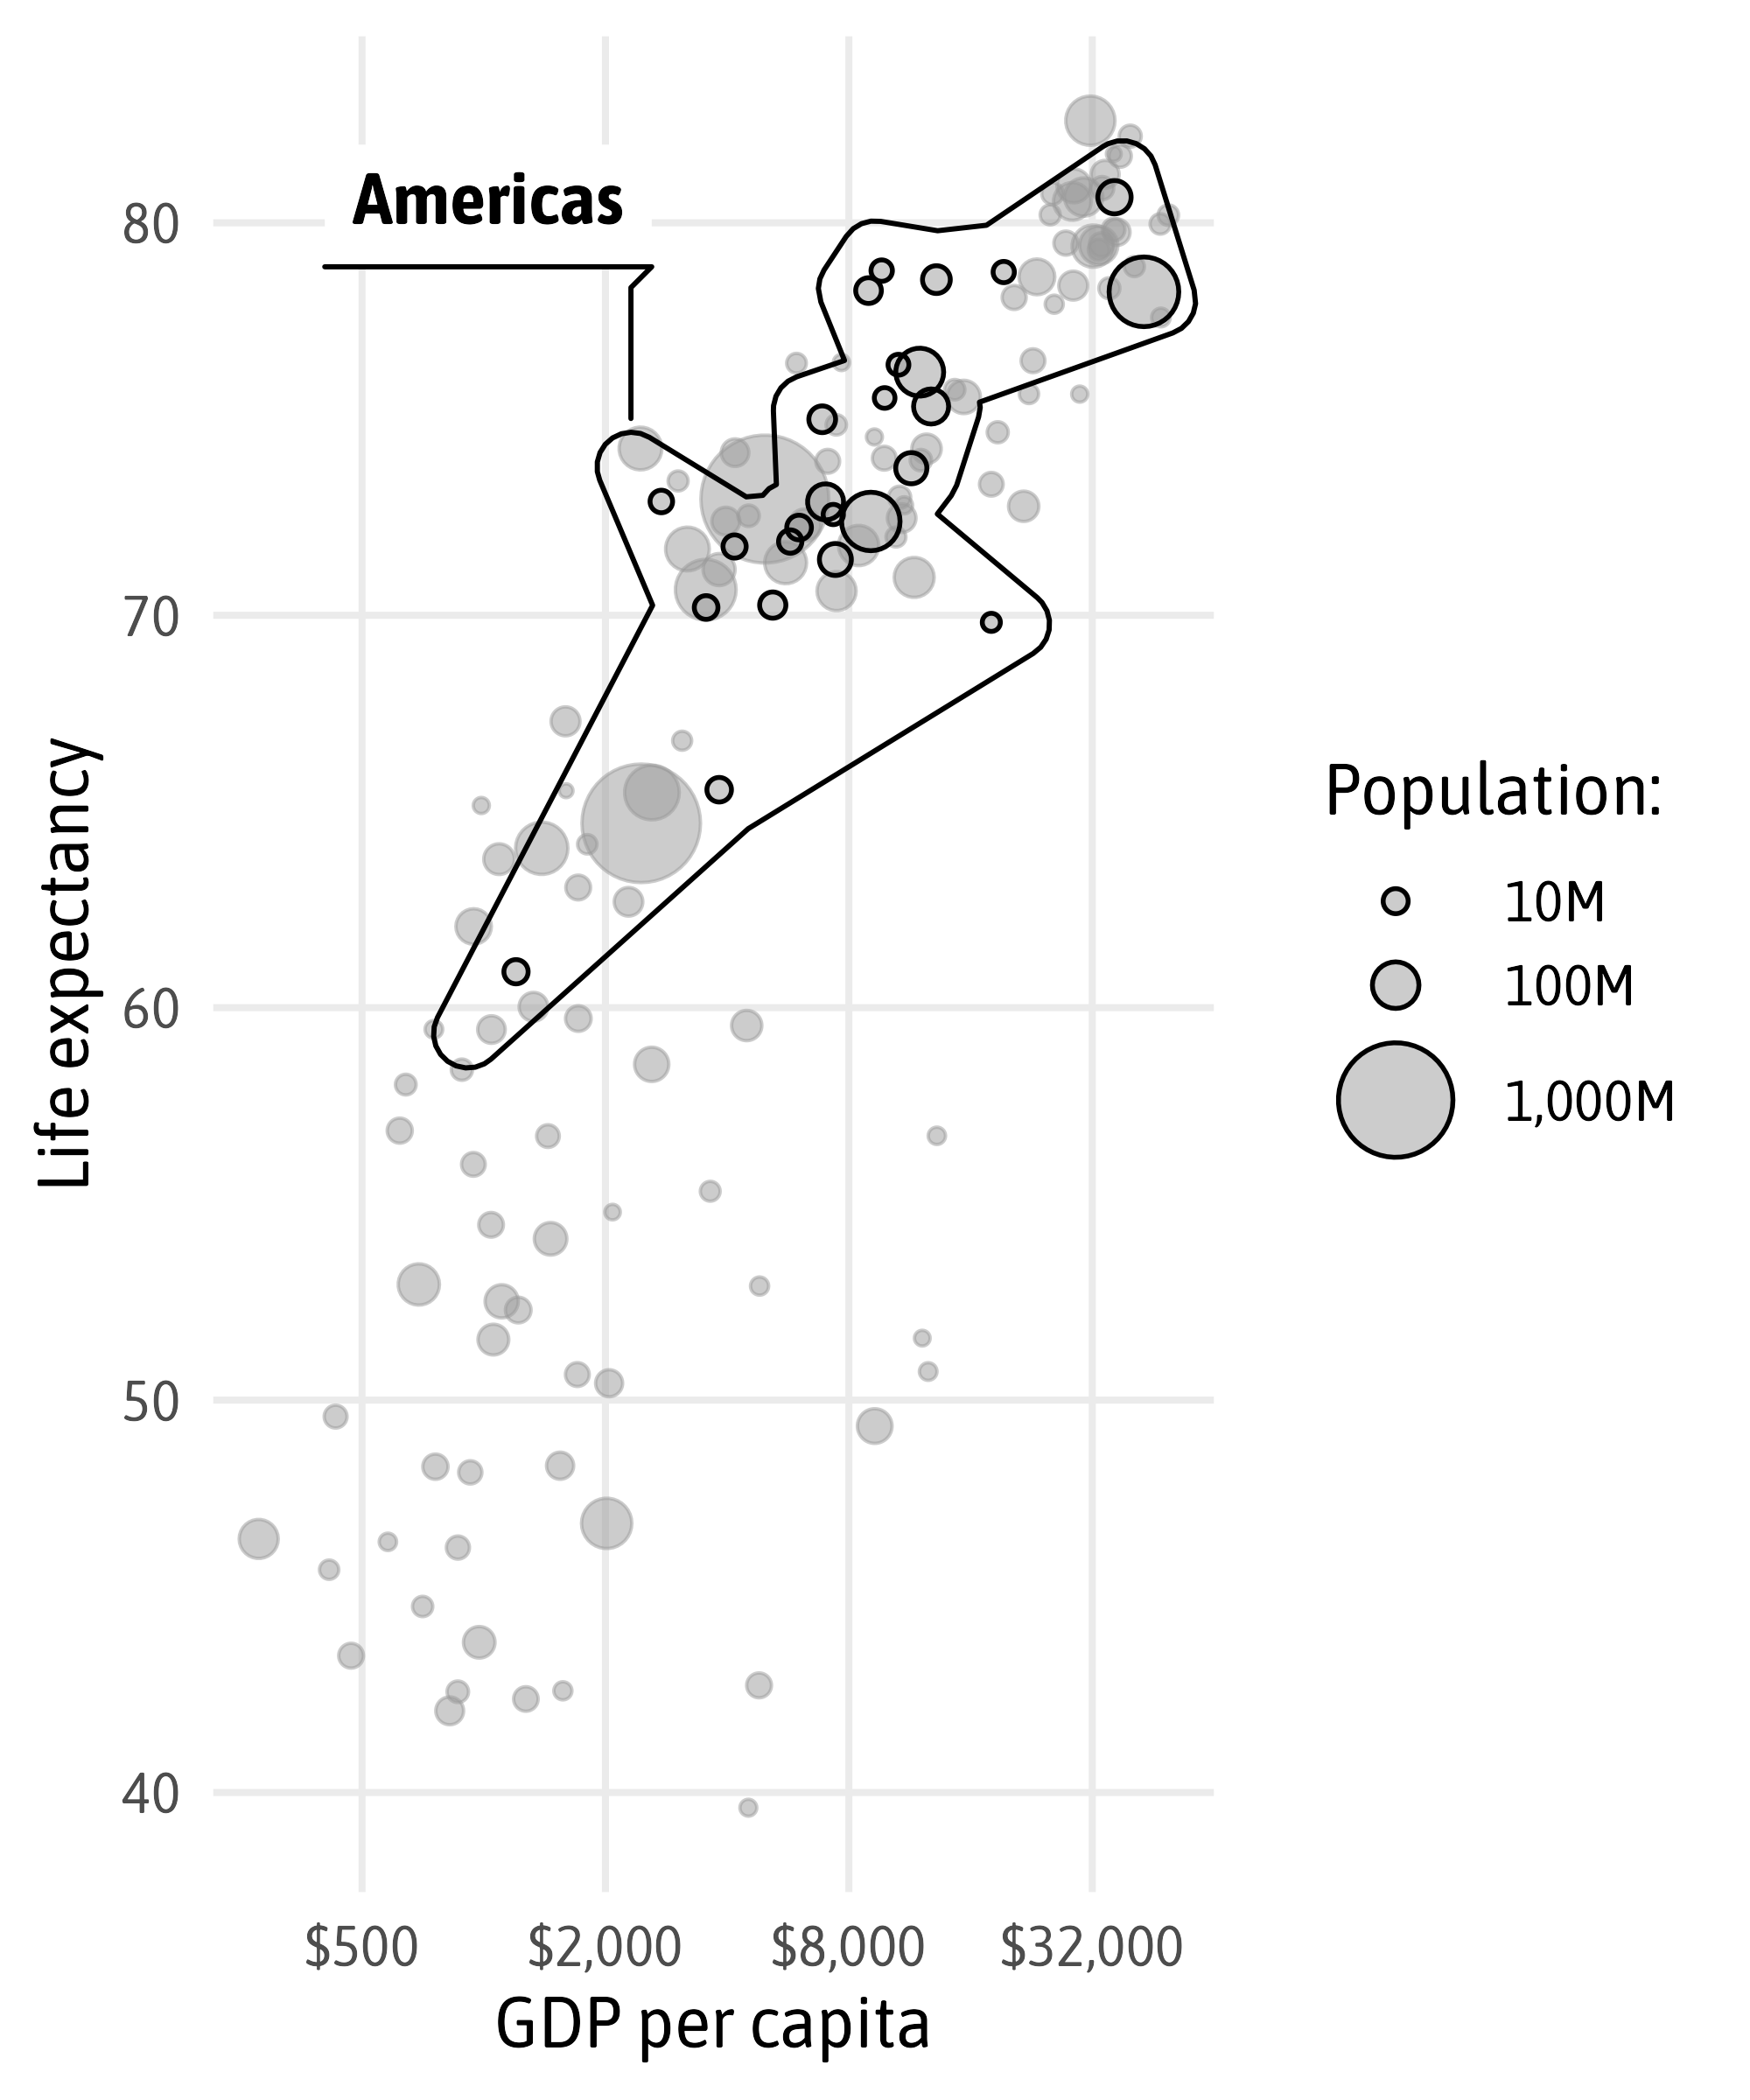 Americas
80
70
60
50
40
Life expectancy
$500
$2,000
$8,000
$32,000
GDP per capita
Population:
10M
100M
1,000M